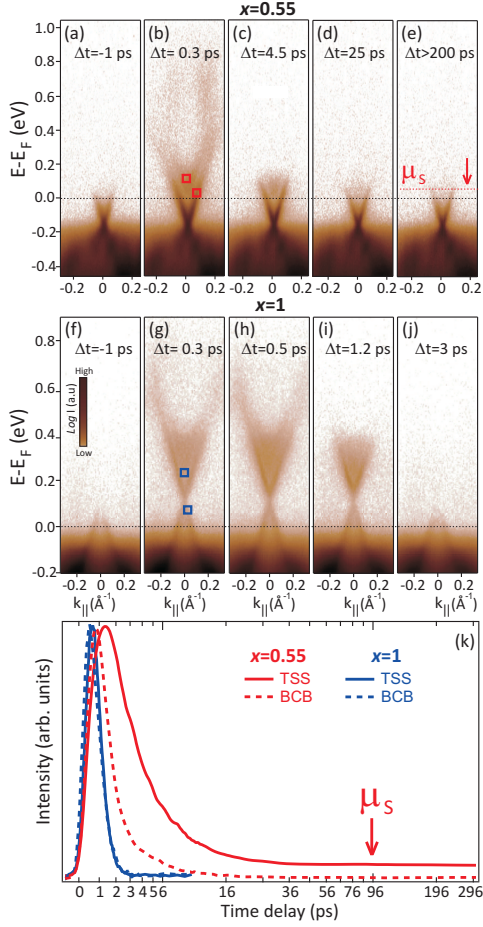 x=0.55
(a) (b) (c) (d) (e)
Δt=-1 ps Δt= 0.3 ps Δt=4.5 ps Δt=25 ps Δt>200 ps
E-E_F (eV)
1.0
0.8
0.6
0.4
0.2
0.0
-0.2
-0.4
μ_S
-0.2 0 0.2 -0.2 0 0.2 -0.2 0 0.2 -0.2 0 0.2 -0.2 0 0.2
x=1
(f) (g) (h) (i) (j)
Δt=-1 ps Δt= 0.3 ps Δt=0.5 ps Δt=1.2 ps Δt=3 ps
E-E_F (eV)
0.8
0.6
0.4
0.2
0.0
-0.2
High
Log I (a.u)
Low
-0.2 0 0.2 -0.2 0 0.2 -0.2 0 0.2 -0.2 0 0.2 -0.2 0 0.2
k_||(Å⁻¹) k_||(Å⁻¹) k_||(Å⁻¹) k_||(Å⁻¹) k_||(Å⁻¹)
(k)
x=0.55 x=1
TSS TSS
BCB BCB
μ_S
Intensity (arb. units)
0 1 2 3 4 5 6 16 36 56 76 96 196 296
Time delay (ps)